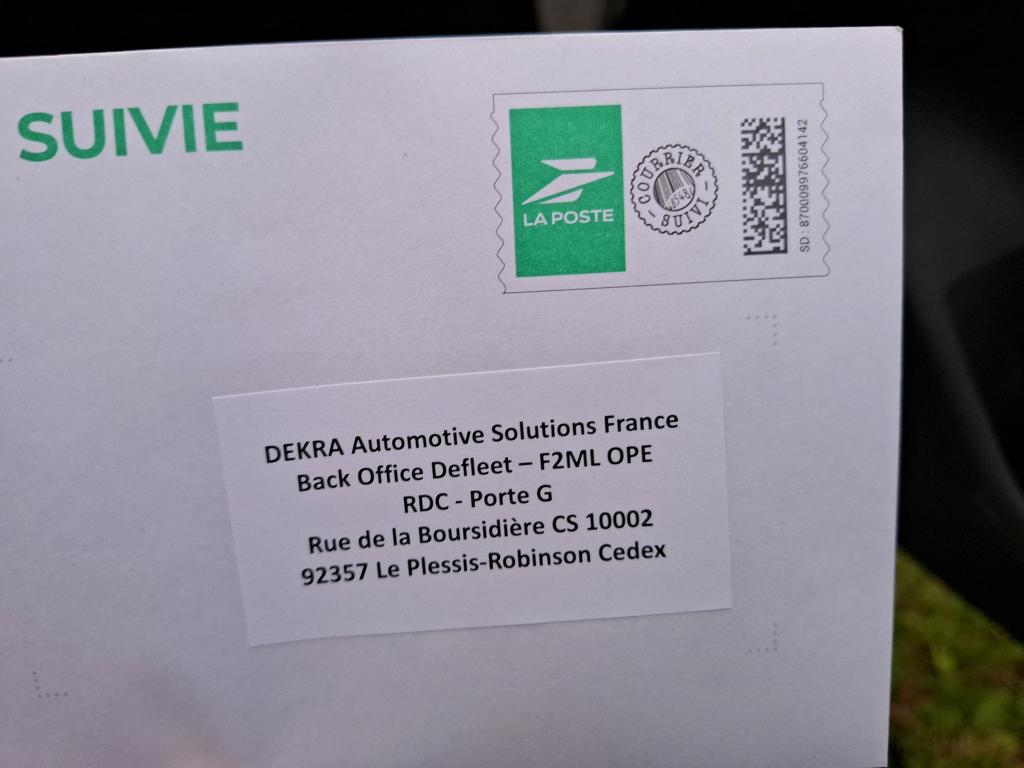 SUIVIE
LA POSTE
COURRIER
SUIVI
SD : 870009976604142
DEKRA Automotive Solutions France
Back Office Defleet – F2ML OPE
RDC - Porte G
Rue de la Boursidière CS 10002
92357 Le Plessis-Robinson Cedex